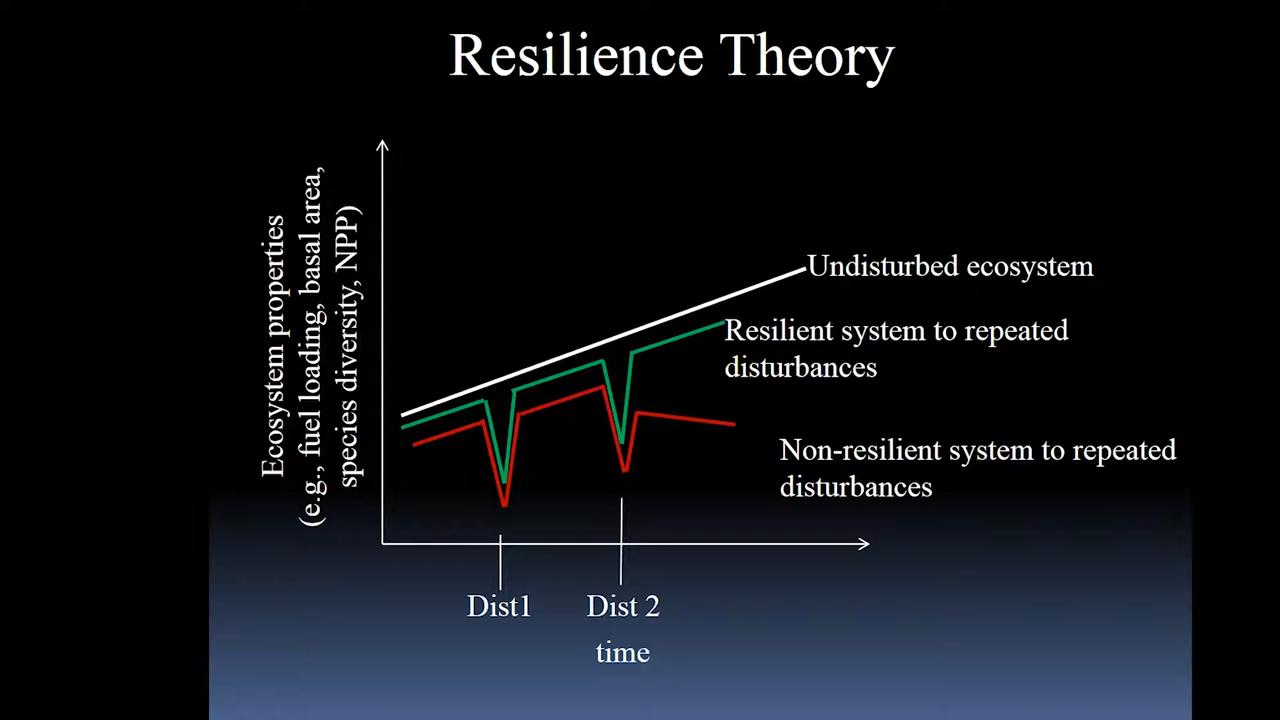 Resilience Theory
Ecosystem properties
(e.g., fuel loading, basal area,
species diversity, NPP)
Undisturbed ecosystem
Resilient system to repeated
disturbances
Non-resilient system to repeated
disturbances
Dist1
Dist 2
time